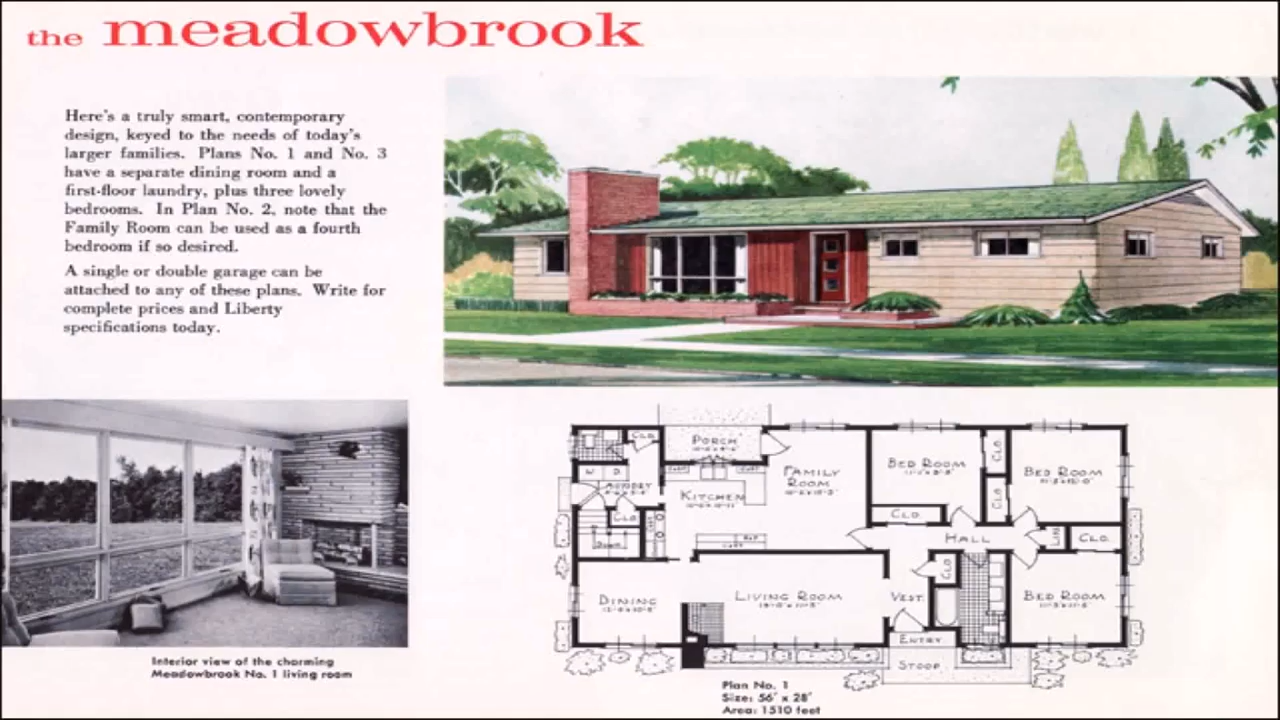 the meadowbrook
Here's a truly smart, contemporary
design, keyed to the needs of today's
larger families. Plans No. 1 and No. 3
have a separate dining room and a
first-floor laundry, plus three lovely
bedrooms. In Plan No. 2, note that the
Family Room can be used as a fourth
bedroom if so desired.
A single or double garage can be
attached to any of these plans. Write for
complete prices and Liberty
specifications today.
Interior view of the charming
Meadowbrook No. 1 living room
CLO.
PORCH
W. D.
LAUNDRY
CLO
KITCHEN
FAMILY
ROOM
BED ROOM
CLO
BED ROOM
CLO
CLO.
HALL
LIN
CLO.
DOWN
DINING
LIVING ROOM
VEST.
CLO
BED ROOM
ENTRY
STOOP
Plan No. 1
Size: 56' x 28'
Area: 1510 feet